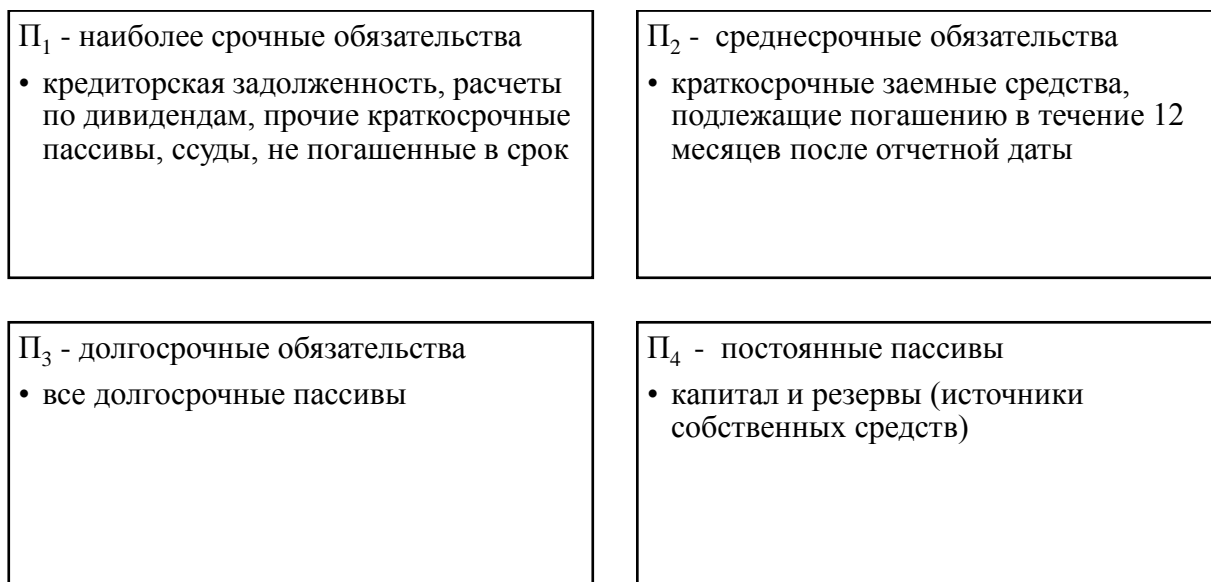 П₁ - наиболее срочные обязательства
• кредиторская задолженность, расчеты
по дивидендам, прочие краткосрочные
пассивы, ссуды, не погашенные в срок
П₂ - среднесрочные обязательства
• краткосрочные заемные средства,
подлежащие погашению в течение 12
месяцев после отчетной даты
П₃ - долгосрочные обязательства
• все долгосрочные пассивы
П₄ - постоянные пассивы
• капитал и резервы (источники
собственных средств)